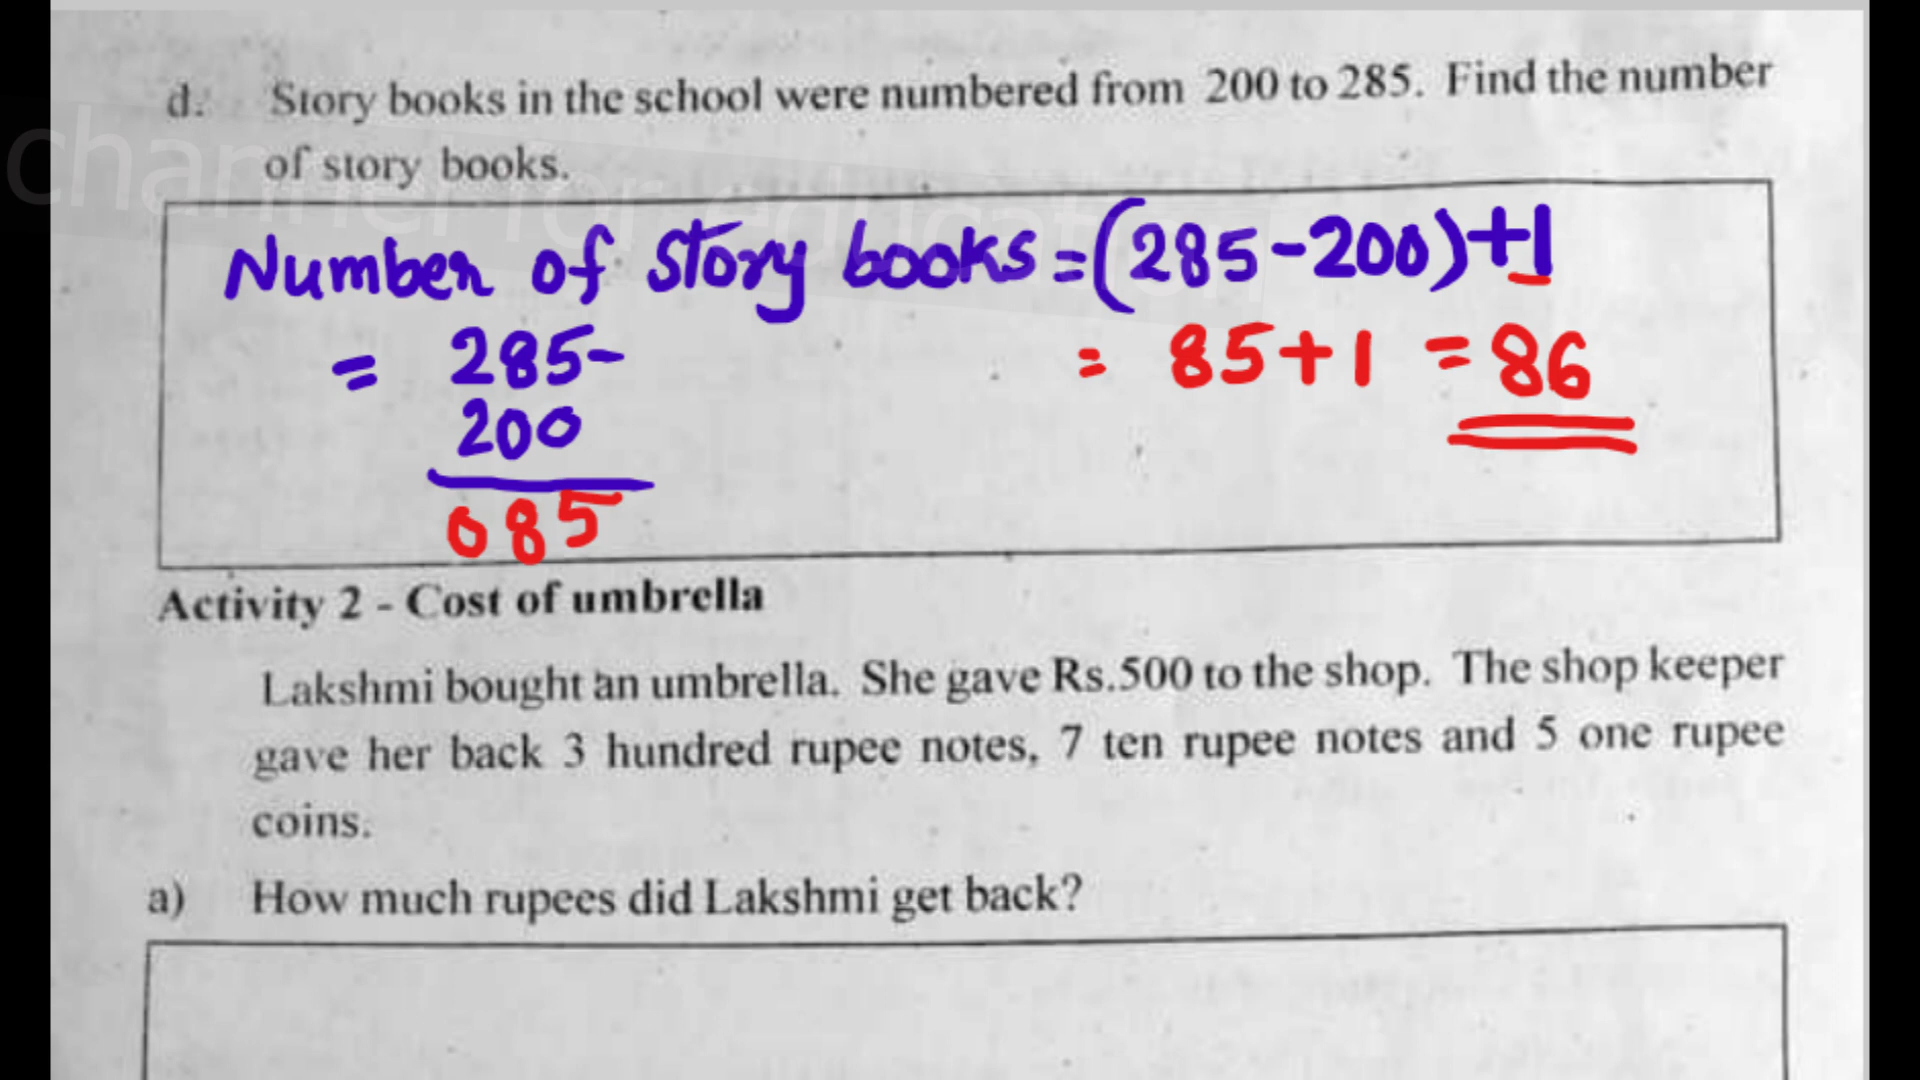 d. Story books in the school were numbered from 200 to 285. Find the number
of story books.
channel for education
Number of story books = (285-200)+1
= 285-
200
085
= 85+1 = 86
Activity 2 - Cost of umbrella
Lakshmi bought an umbrella. She gave Rs.500 to the shop. The shop keeper
gave her back 3 hundred rupee notes, 7 ten rupee notes and 5 one rupee
coins.
a) How much rupees did Lakshmi get back?